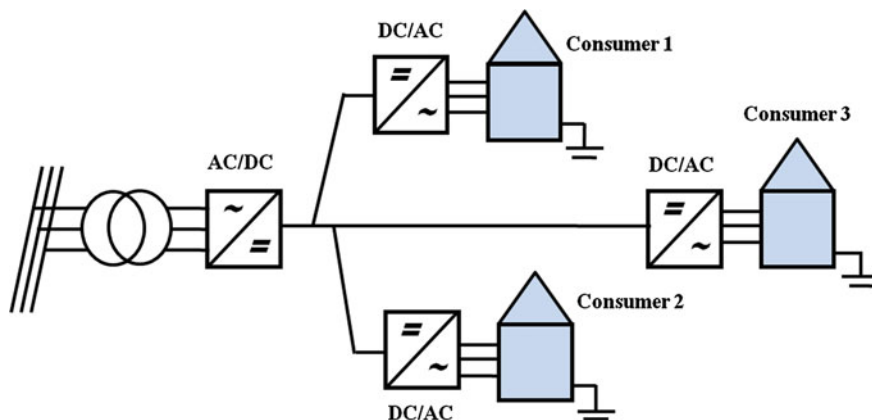 DC/AC
Consumer 1
Consumer 3
AC/DC
DC/AC
Consumer 2
DC/AC